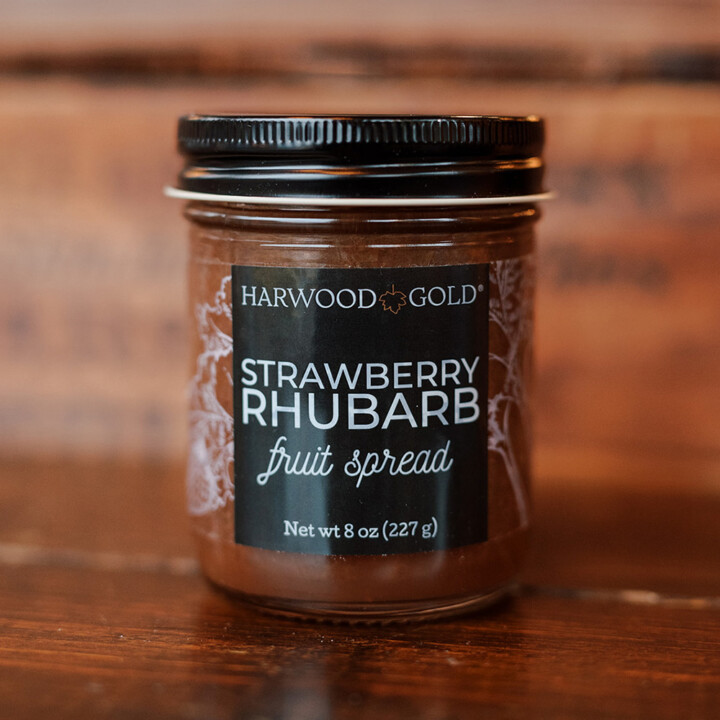 HARWOOD GOLD®
STRAWBERRY
RHUBARB
fruit spread
Net wt 8 oz (227 g)